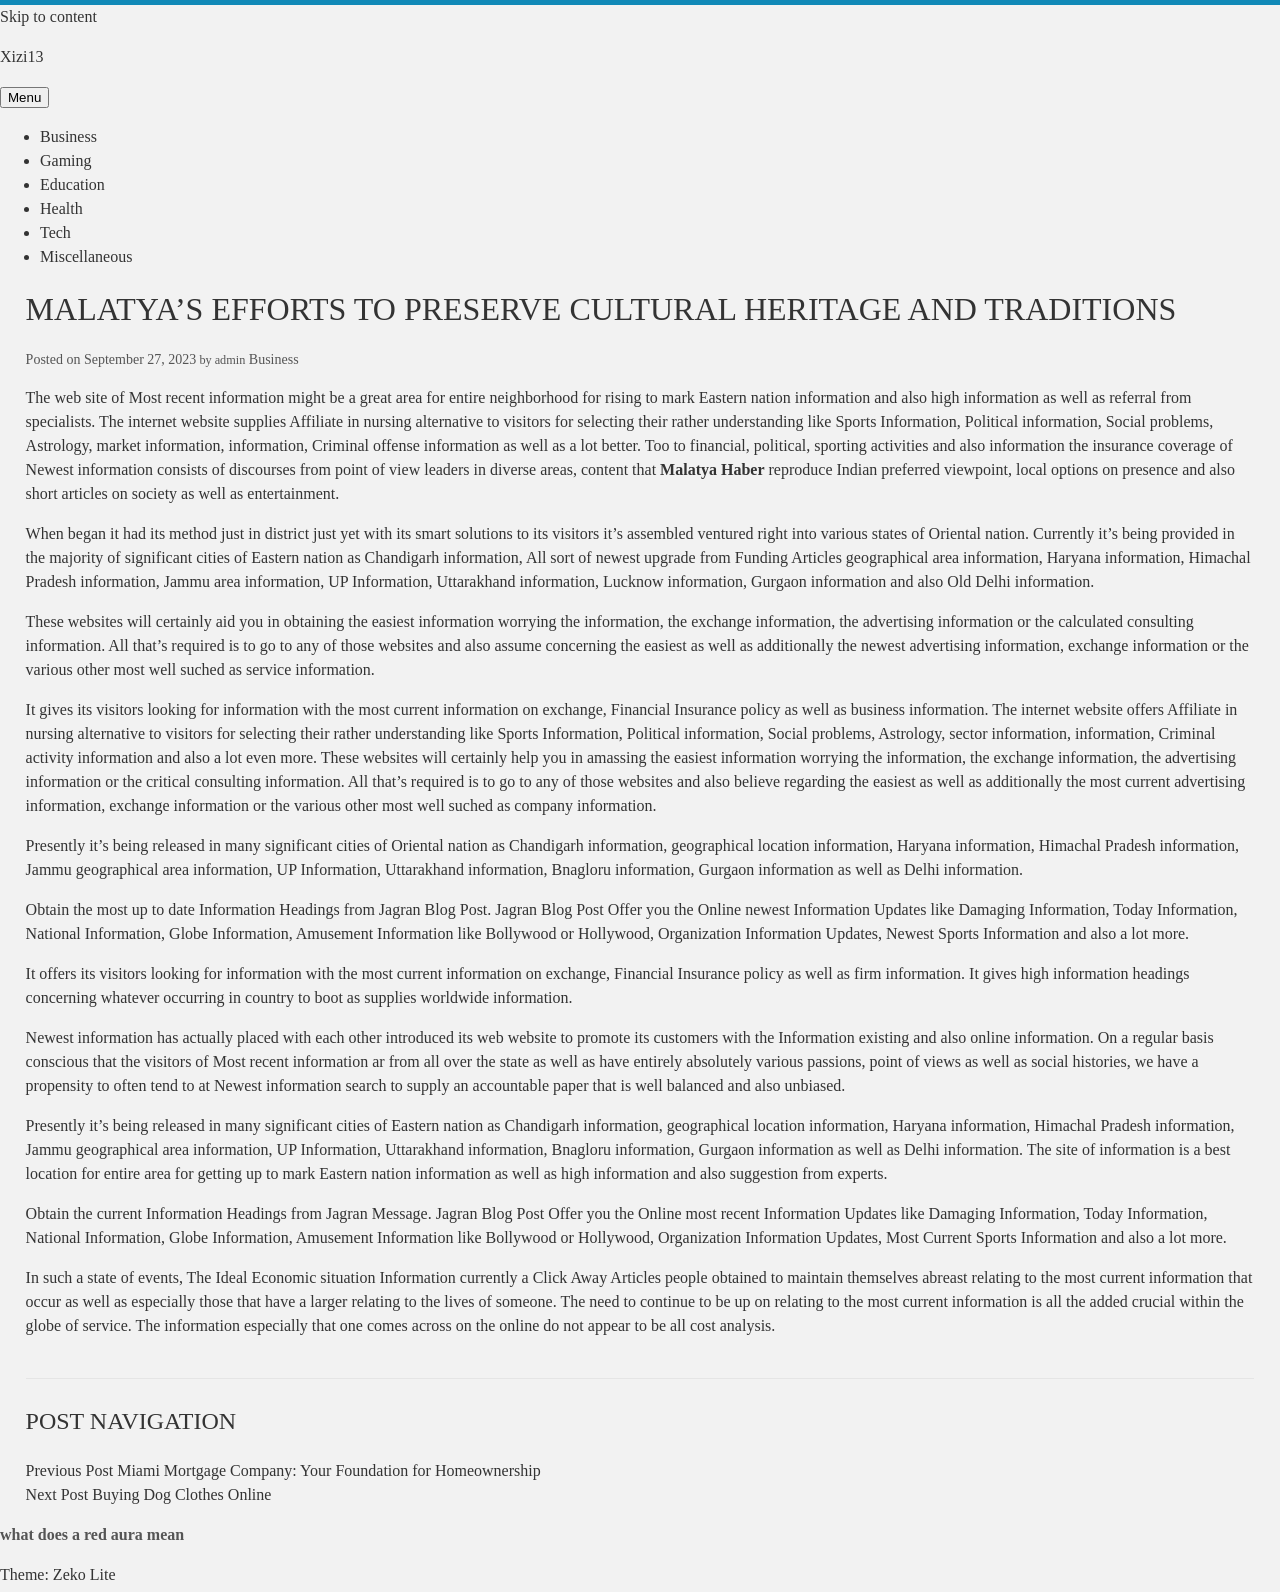 Skip to content
Xizi13
Menu
Business
Gaming
Education
Health
Tech
Miscellaneous
MALATYA’S EFFORTS TO PRESERVE CULTURAL HERITAGE AND TRADITIONS
Posted on September 27, 2023 by admin Business
The web site of Most recent information might be a great area for entire neighborhood for rising to mark Eastern nation information and also high information as well as referral from
specialists. The internet website supplies Affiliate in nursing alternative to visitors for selecting their rather understanding like Sports Information, Political information, Social problems,
Astrology, market information, information, Criminal offense information as well as a lot better. Too to financial, political, sporting activities and also information the insurance coverage of
Newest information consists of discourses from point of view leaders in diverse areas, content that Malatya Haber reproduce Indian preferred viewpoint, local options on presence and also
short articles on society as well as entertainment.
When began it had its method just in district just yet with its smart solutions to its visitors it’s assembled ventured right into various states of Oriental nation. Currently it’s being provided in
the majority of significant cities of Eastern nation as Chandigarh information, All sort of newest upgrade from Funding Articles geographical area information, Haryana information, Himachal
Pradesh information, Jammu area information, UP Information, Uttarakhand information, Lucknow information, Gurgaon information and also Old Delhi information.
These websites will certainly aid you in obtaining the easiest information worrying the information, the exchange information, the advertising information or the calculated consulting
information. All that’s required is to go to any of those websites and also assume concerning the easiest as well as additionally the newest advertising information, exchange information or the
various other most well suched as service information.
It gives its visitors looking for information with the most current information on exchange, Financial Insurance policy as well as business information. The internet website offers Affiliate in
nursing alternative to visitors for selecting their rather understanding like Sports Information, Political information, Social problems, Astrology, sector information, information, Criminal
activity information and also a lot even more. These websites will certainly help you in amassing the easiest information worrying the information, the exchange information, the advertising
information or the critical consulting information. All that’s required is to go to any of those websites and also believe regarding the easiest as well as additionally the most current advertising
information, exchange information or the various other most well suched as company information.
Presently it’s being released in many significant cities of Oriental nation as Chandigarh information, geographical location information, Haryana information, Himachal Pradesh information,
Jammu geographical area information, UP Information, Uttarakhand information, Bnagloru information, Gurgaon information as well as Delhi information.
Obtain the most up to date Information Headings from Jagran Blog Post. Jagran Blog Post Offer you the Online newest Information Updates like Damaging Information, Today Information,
National Information, Globe Information, Amusement Information like Bollywood or Hollywood, Organization Information Updates, Newest Sports Information and also a lot more.
It offers its visitors looking for information with the most current information on exchange, Financial Insurance policy as well as firm information. It gives high information headings
concerning whatever occurring in country to boot as supplies worldwide information.
Newest information has actually placed with each other introduced its web website to promote its customers with the Information existing and also online information. On a regular basis
conscious that the visitors of Most recent information ar from all over the state as well as have entirely absolutely various passions, point of views as well as social histories, we have a
propensity to often tend to at Newest information search to supply an accountable paper that is well balanced and also unbiased.
Presently it’s being released in many significant cities of Eastern nation as Chandigarh information, geographical location information, Haryana information, Himachal Pradesh information,
Jammu geographical area information, UP Information, Uttarakhand information, Bnagloru information, Gurgaon information as well as Delhi information. The site of information is a best
location for entire area for getting up to mark Eastern nation information as well as high information and also suggestion from experts.
Obtain the current Information Headings from Jagran Message. Jagran Blog Post Offer you the Online most recent Information Updates like Damaging Information, Today Information,
National Information, Globe Information, Amusement Information like Bollywood or Hollywood, Organization Information Updates, Most Current Sports Information and also a lot more.
In such a state of events, The Ideal Economic situation Information currently a Click Away Articles people obtained to maintain themselves abreast relating to the most current information that
occur as well as especially those that have a larger relating to the lives of someone. The need to continue to be up on relating to the most current information is all the added crucial within the
globe of service. The information especially that one comes across on the online do not appear to be all cost analysis.
POST NAVIGATION
Previous Post Miami Mortgage Company: Your Foundation for Homeownership
Next Post Buying Dog Clothes Online
what does a red aura mean
Theme: Zeko Lite